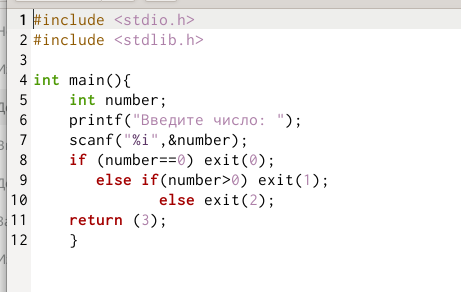 1 #include <stdio.h>
2 #include <stdlib.h>
3
4 int main(){
5     int number;
6     printf("Введите число: ");
7     scanf("%i",&number);
8     if (number==0) exit(0);
9        else if(number>0) exit(1);
10              else exit(2);
11    return (3);
12    }